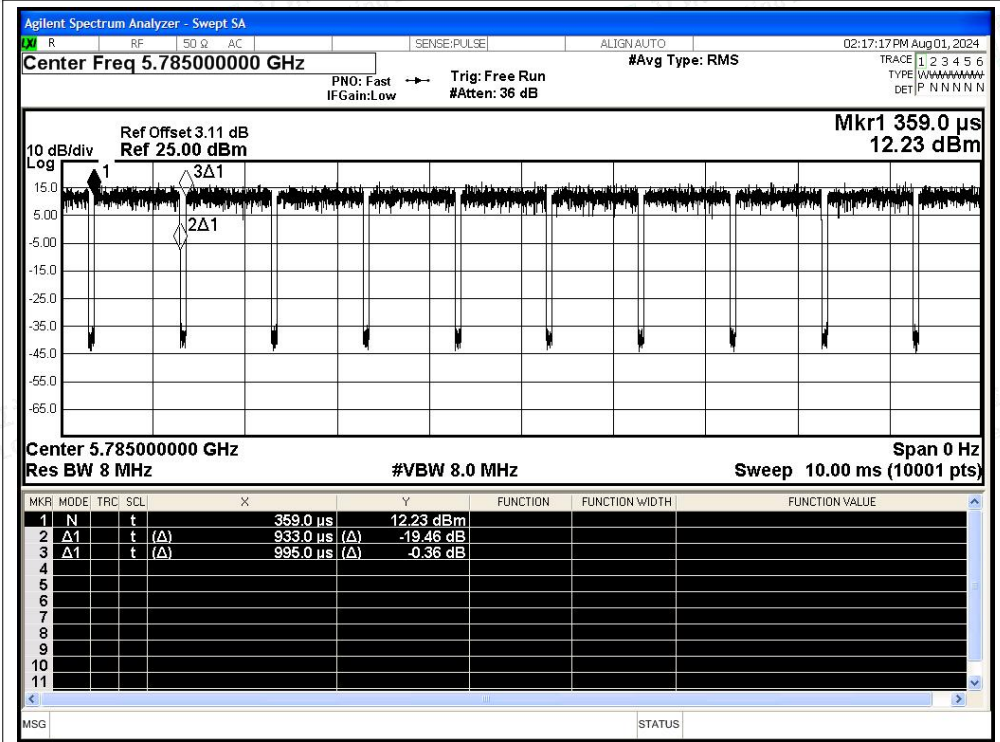 Agilent Spectrum Analyzer - Swept SA
LXI R RF 50 Ω AC SENSE:PULSE ALIGN AUTO 02:17:17 PM Aug 01, 2024
Center Freq 5.785000000 GHz
PNO: Fast
IFGain:Low
Trig: Free Run
#Atten: 36 dB
#Avg Type: RMS
TRACE 1 2 3 4 5 6
TYPE
DET P N N N N N
Mkr1 359.0 µs
12.23 dBm
Ref Offset 3.11 dB
10 dB/div Ref 25.00 dBm
Log
1
3Δ1
2Δ1
15.0
5.00
-5.00
-15.0
-25.0
-35.0
-45.0
-55.0
-65.0
Center 5.785000000 GHz Span 0 Hz
Res BW 8 MHz #VBW 8.0 MHz Sweep 10.00 ms (10001 pts)
MKR MODE TRC SCL X Y FUNCTION FUNCTION WIDTH FUNCTION VALUE
1 N t 359.0 µs 12.23 dBm
2 Δ1 t (Δ) 933.0 µs (Δ) -19.46 dB
3 Δ1 t (Δ) 995.0 µs (Δ) -0.36 dB
4
5
6
7
8
9
10
11
MSG STATUS